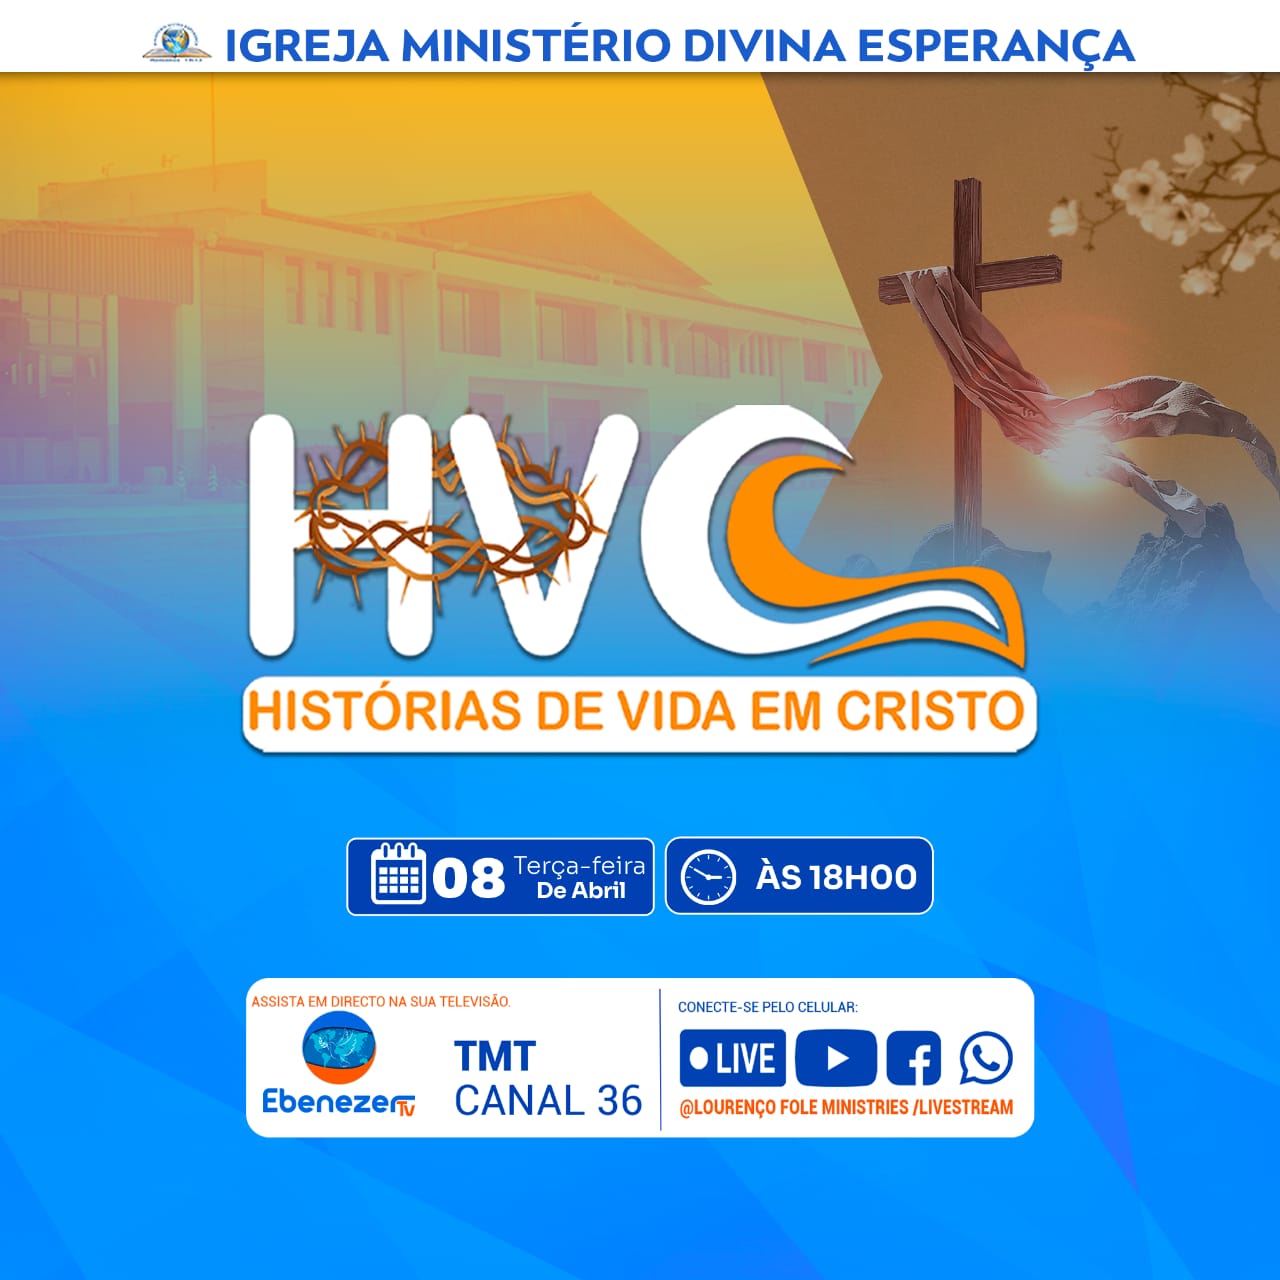 IGREJA MINISTÉRIO DIVINA ESPERANÇA
HVC
HISTÓRIAS DE VIDA EM CRISTO
08 Terça-feira
De Abril
ÀS 18H00
ASSISTA EM DIRECTO NA SUA TELEVISÃO.
Ebenezer TV
TMT
CANAL 36
CONECTE-SE PELO CELULAR:
LIVE
@LOURENÇO FOLE MINISTRIES /LIVESTREAM